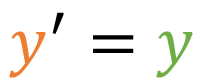 y′ = y